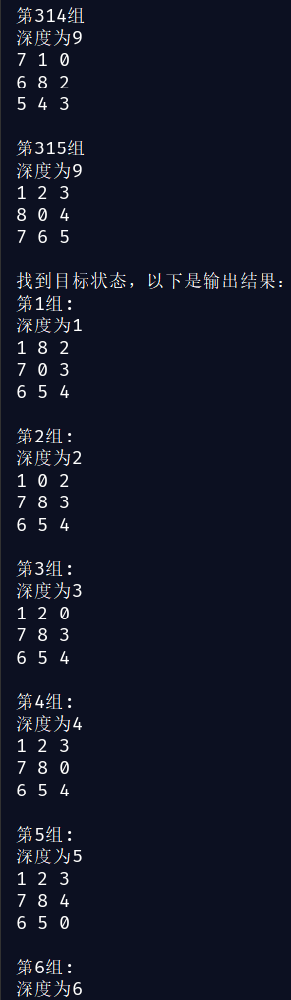 第314组
深度为9
7 1 0
6 8 2
5 4 3
第315组
深度为9
1 2 3
8 0 4
7 6 5
找到目标状态，以下是输出结果：
第1组：
深度为1
1 8 2
7 0 3
6 5 4
第2组：
深度为2
1 0 2
7 8 3
6 5 4
第3组：
深度为3
1 2 0
7 8 3
6 5 4
第4组：
深度为4
1 2 3
7 8 0
6 5 4
第5组：
深度为5
1 2 3
7 8 4
6 5 0
第6组：
深度为6